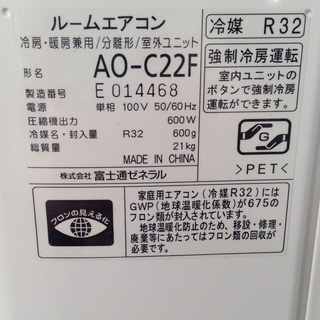 ルームエアコン
冷房・暖房兼用/分離形/室外ユニット
形名 AO-C22F
製造番号 E014468
電源 単相 100V 50/60Hz
圧縮機出力 600W
冷媒名・封入量 R32 600g
総質量 21kg
MADE IN CHINA
株式会社 富士通ゼネラル
冷媒 R32
強制冷房運転
室内ユニットの
ボタンで強制冷房
運転ができます。
G
>PET<
フロンの見える化
家庭用エアコン(冷媒R32)には
GWP(地球温暖化係数)が675の
フロン類が封入されています。
地球温暖化防止のため、移設・修理・
廃棄等にあたってはフロン類の回収が
必要です。